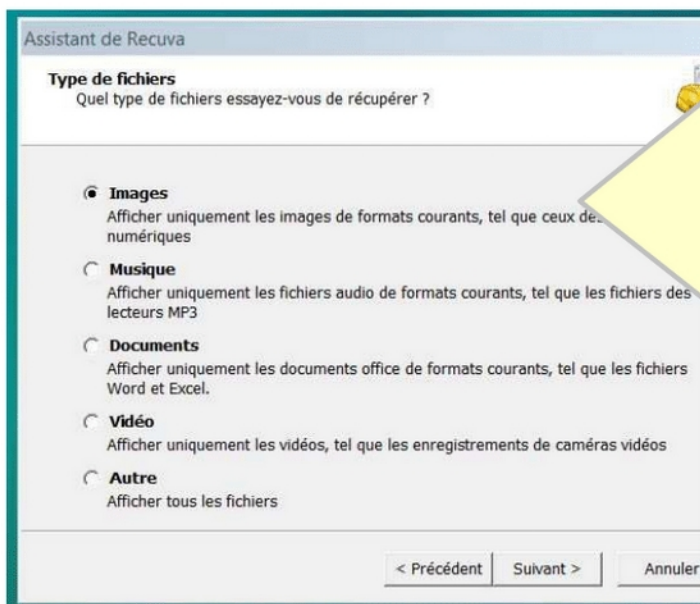 Assistant de Recuva
Type de fichiers
Quel type de fichiers essayez-vous de récupérer ?
Images
Afficher uniquement les images de formats courants, tel que ceux des
numériques
Musique
Afficher uniquement les fichiers audio de formats courants, tel que les fichiers des
lecteurs MP3
Documents
Afficher uniquement les documents office de formats courants, tel que les fichiers
Word et Excel.
Vidéo
Afficher uniquement les vidéos, tel que les enregistrements de caméras vidéos
Autre
Afficher tous les fichiers
< Précédent Suivant > Annuler